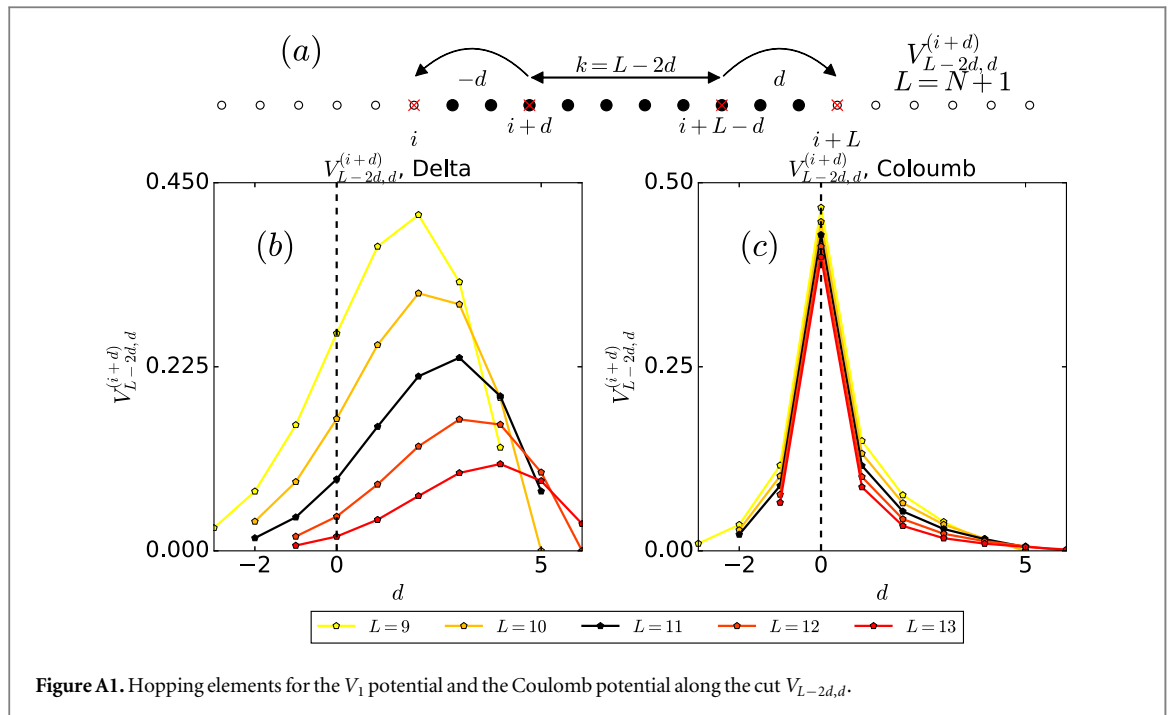 (a)
−d
k = L − 2d
d
V^{(i+d)}_{L−2d,d}
L = N + 1
i
i + d
i + L − d
i + L
V^{(i+d)}_{L−2d,d}, Delta
V^{(i+d)}_{L−2d,d}, Coloumb
0.450
0.225
0.000
V^{(i+d)}_{L−2d,d}
(b)
−2
0
5
d
0.50
0.25
0.00
V^{(i+d)}_{L−2d,d}
(c)
−2
0
5
d
L = 9
L = 10
L = 11
L = 12
L = 13
Figure A1. Hopping elements for the V_1 potential and the Coulomb potential along the cut V_{L−2d,d}.